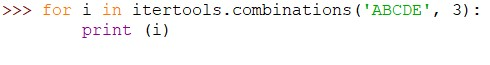 >>> for i in itertools.combinations('ABCDE', 3):
        print (i)